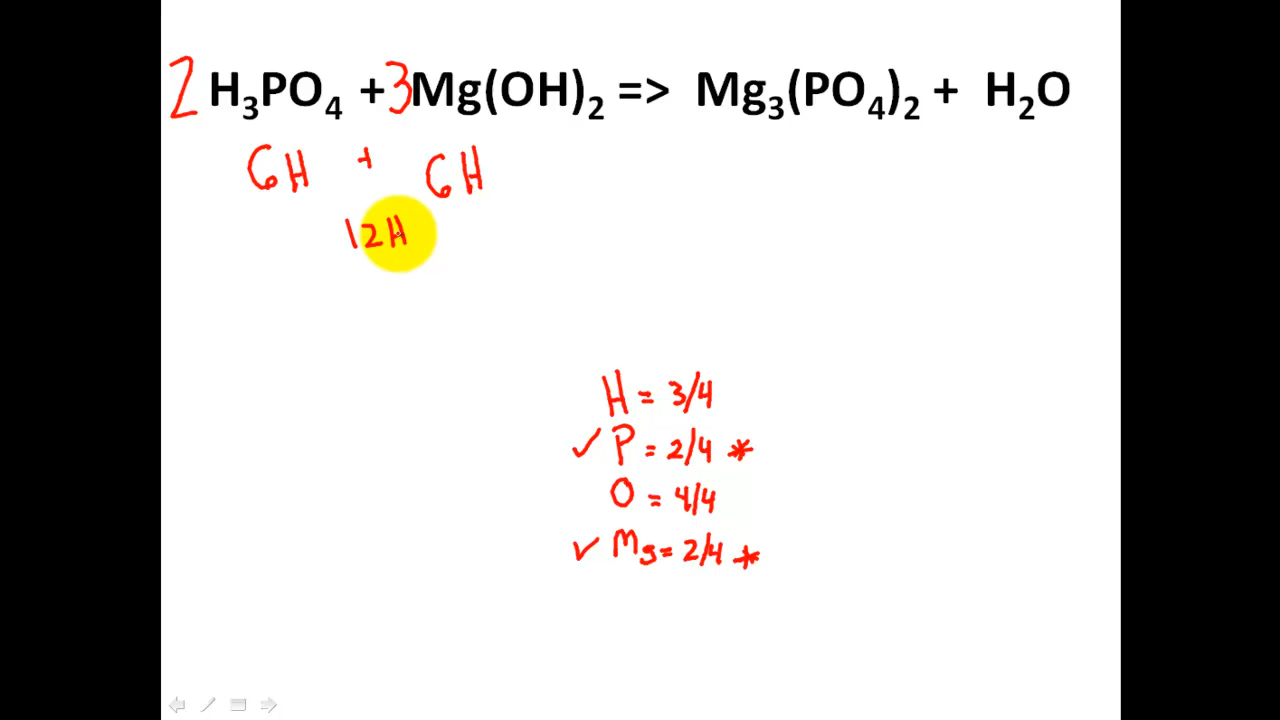 2 H₃PO₄ + 3 Mg(OH)₂ => Mg₃(PO₄)₂ + H₂O
6H + 6H
12H
H = 3/4
✓ P = 2/4 *
O = 4/4
✓ Mg = 2/4 *